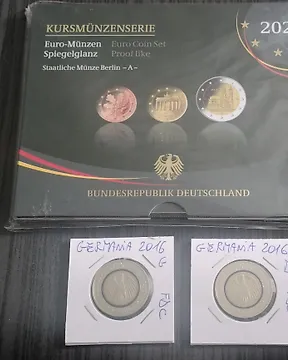 KURSMÜNZENSERIE
Euro-Münzen Euro Coin Set
Spiegelglanz Proof like
Staatliche Münze Berlin – A –
202
BUNDESREPUBLIK DEUTSCHLAND
GERMANIA 2016
G
FDC
GERMANIA 2016